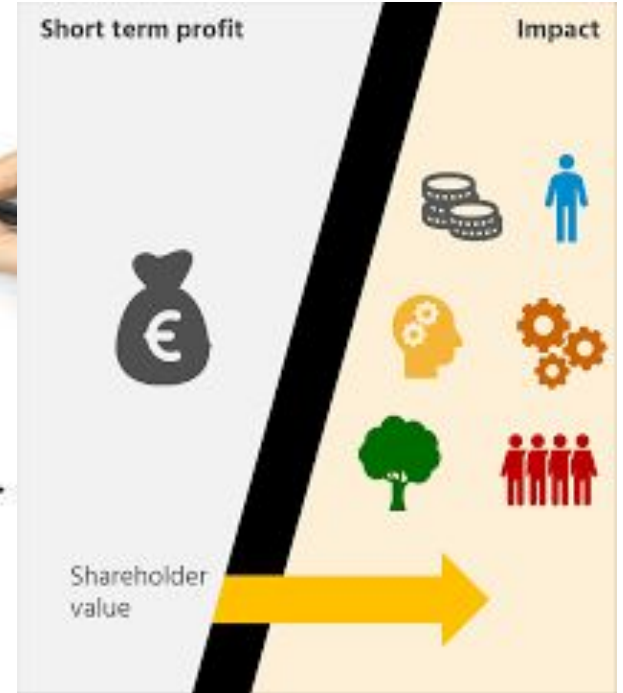 Short term profit
Impact
€
Shareholder
value